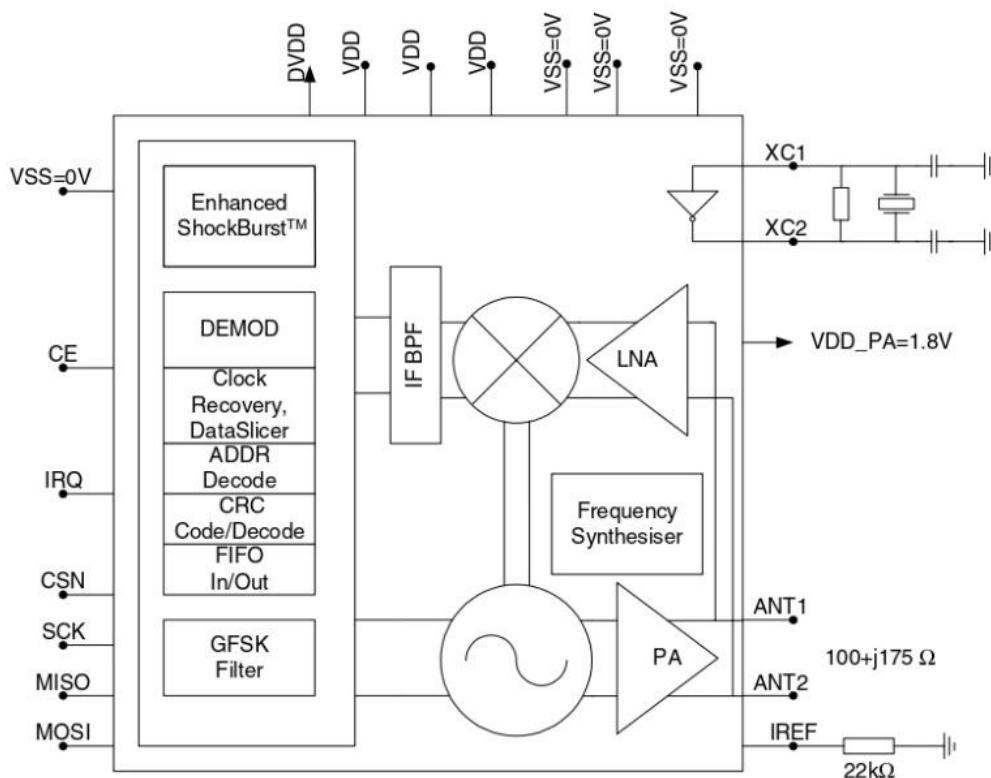 DVDD
VDD
VDD
VDD
VSS=0V
VSS=0V
VSS=0V
VSS=0V
XC1
XC2
Enhanced
ShockBurst™
DEMOD
Clock
Recovery,
DataSlicer
ADDR
Decode
CRC
Code/Decode
FIFO
In/Out
GFSK
Filter
IF BPF
LNA
VDD_PA=1.8V
CE
IRQ
CSN
SCK
MISO
MOSI
Frequency
Synthesiser
PA
ANT1
100+j175 Ω
ANT2
IREF
22kΩ